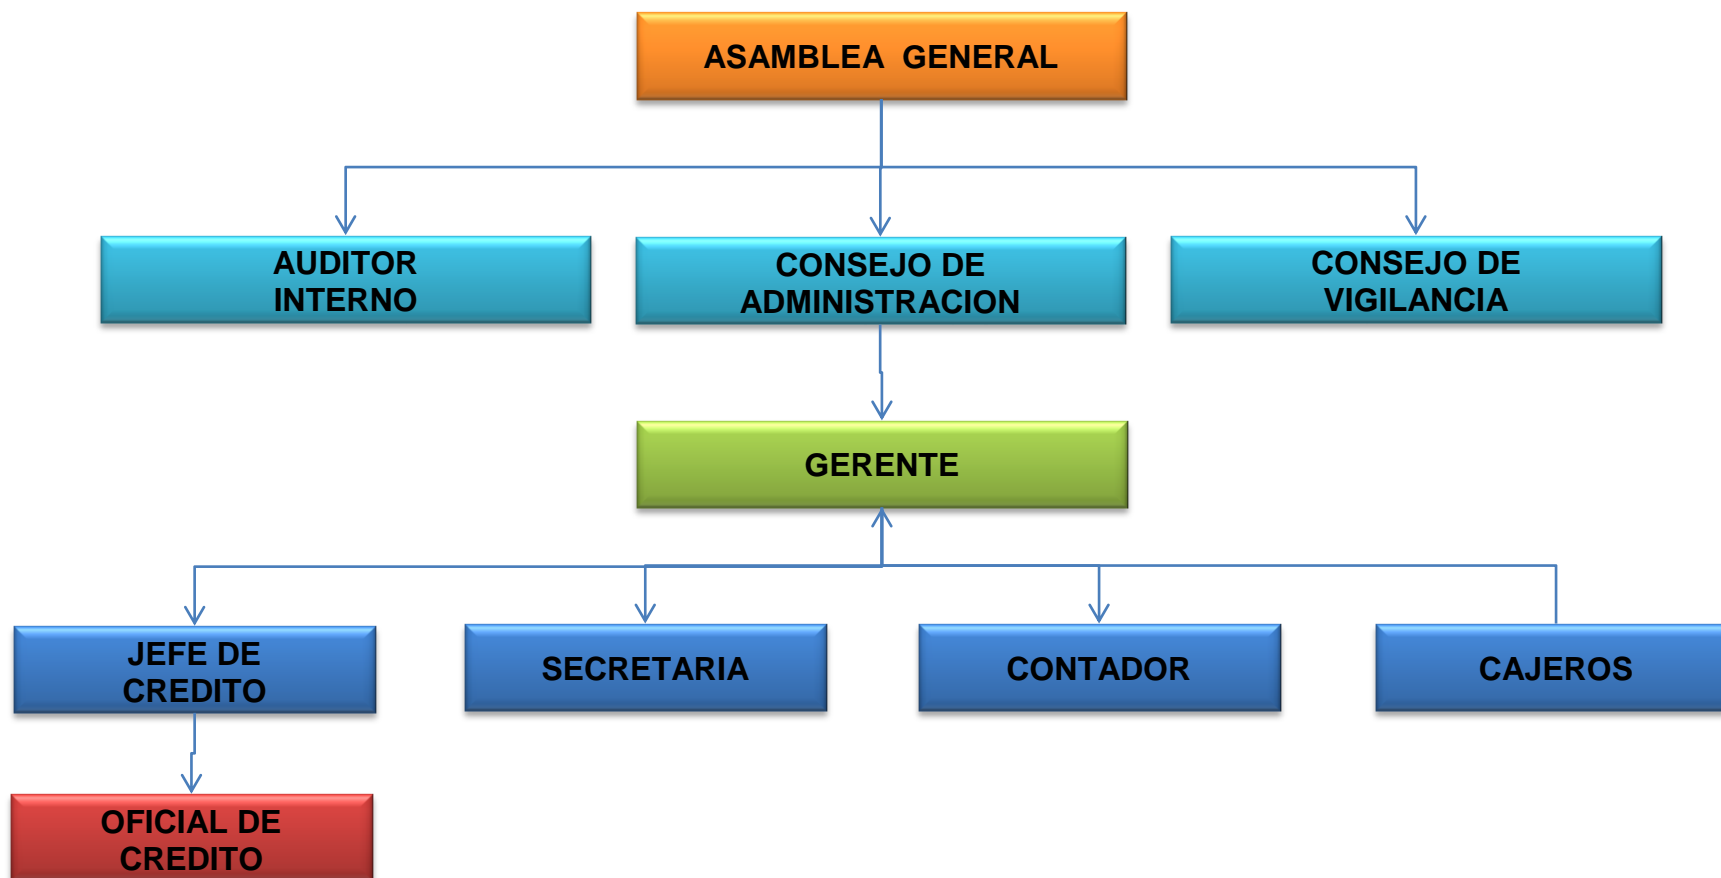 ASAMBLEA GENERAL
AUDITOR
INTERNO
CONSEJO DE
ADMINISTRACION
CONSEJO DE
VIGILANCIA
GERENTE
JEFE DE
CREDITO
SECRETARIA
CONTADOR
CAJEROS
OFICIAL DE
CREDITO